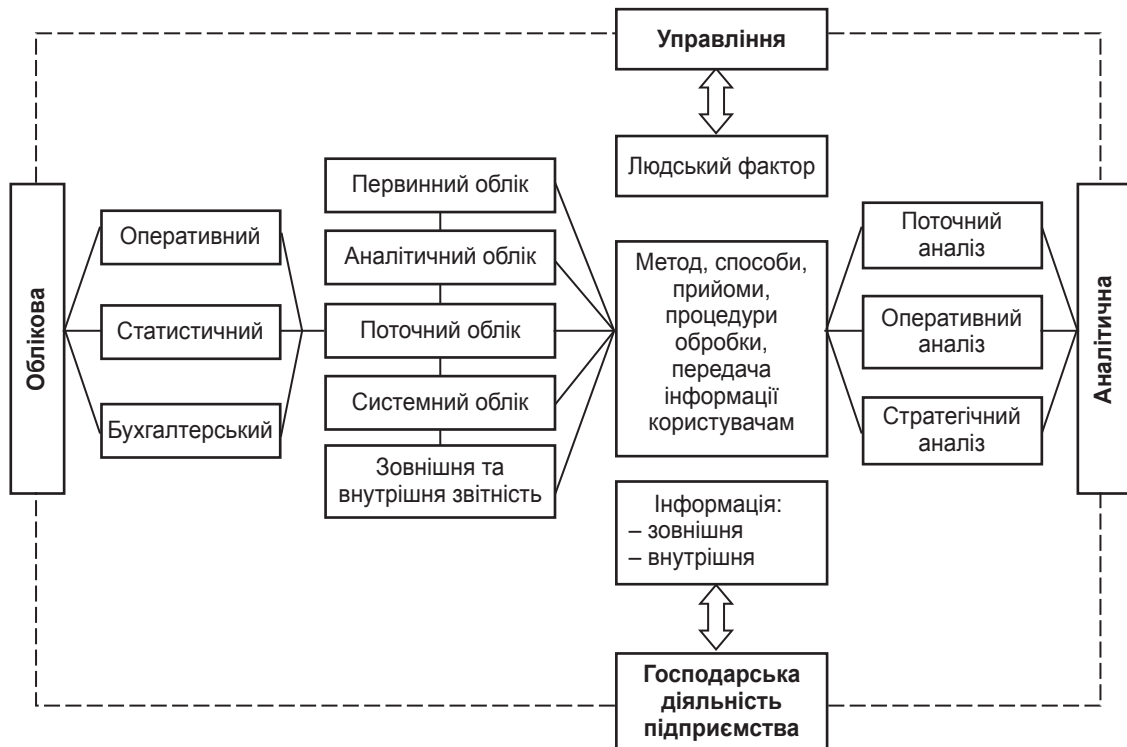 Управління
Людський фактор
Облікова
Оперативний
Статистичний
Бухгалтерський
Первинний облік
Аналітичний облік
Поточний облік
Системний облік
Зовнішня та
внутрішня звітність
Метод, способи,
прийоми,
процедури
обробки,
передача
інформації
користувачам
Поточний
аналіз
Оперативний
аналіз
Стратегічний
аналіз
Аналітична
Інформація:
– зовнішня
– внутрішня
Господарська
діяльність
підприємства